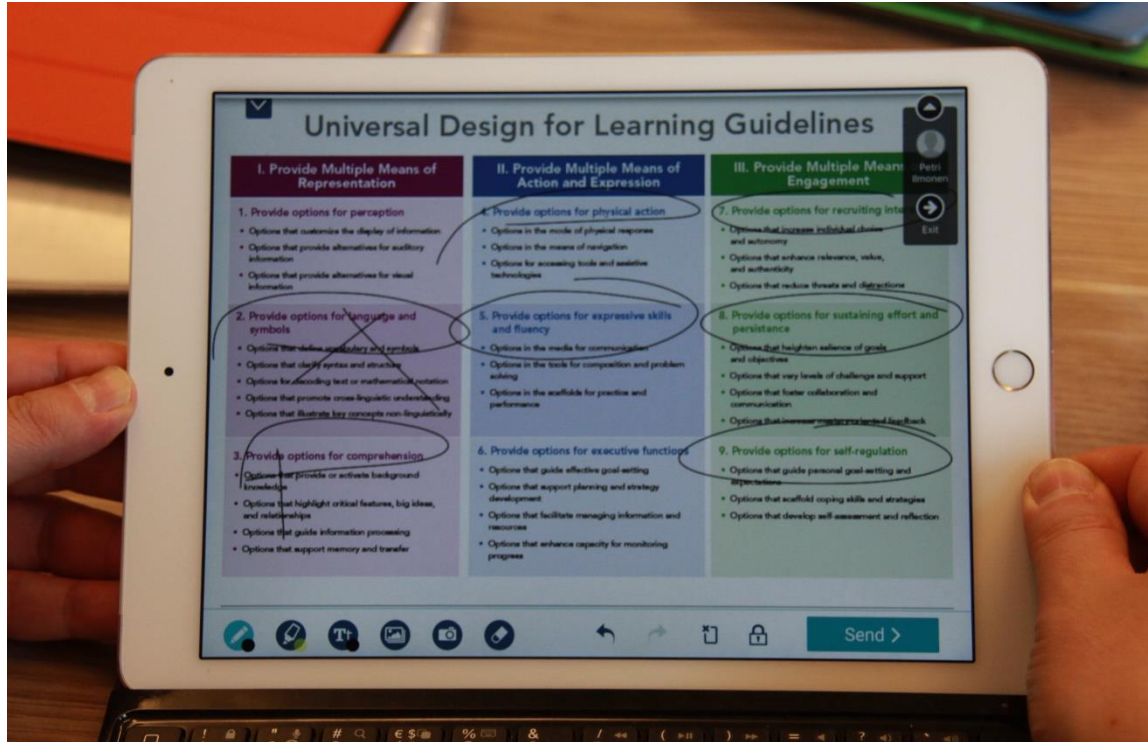 Universal Design for Learning Guidelines
I. Provide Multiple Means of
Representation
1. Provide options for perception
• Options that customize the display of information
• Options that provide alternatives for auditory
information
• Options that provide alternatives for visual
information
2. Provide options for language and
symbols
• Options that define vocabulary and symbols
• Options that clarify syntax and structure
• Options for decoding text or mathematical notation
• Options that promote cross-linguistic understanding
• Options that illustrate key concepts non-linguistically
3. Provide options for comprehension
• Options that provide or activate background
knowledge
• Options that highlight critical features, big ideas,
and relationships
• Options that guide information processing
• Options that support memory and transfer
II. Provide Multiple Means of
Action and Expression
4. Provide options for physical action
• Options in the mode of physical response
• Options in the means of navigation
• Options for accessing tools and assistive
technologies
5. Provide options for expressive skills
and fluency
• Options in the media for communication
• Options in the tools for composition and problem
solving
• Options in the scaffolds for practice and
performance
6. Provide options for executive functions
• Options that guide effective goal-setting
• Options that support planning and strategy
development
• Options that facilitate managing information and
resources
• Options that enhance capacity for monitoring
progress
III. Provide Multiple Means
Engagement
7. Provide options for recruiting
• Options that increase individual choice
and autonomy
• Options that enhance relevance, value,
and authenticity
• Options that reduce threats and distractions
8. Provide options for sustaining effort and
persistence
• Options that heighten salience of goals
and objectives
• Options that vary levels of challenge and support
• Options that foster collaboration and
communication
• Options that increase mastery-oriented feedback
9. Provide options for self-regulation
• Options that guide personal goal-setting and
expectations
• Options that scaffold coping skills and strategies
• Options that develop self-assessment and reflection
Petri
Ilmonen
Exit
Tt
Send >
! " # € $ % & / ( ) = ?